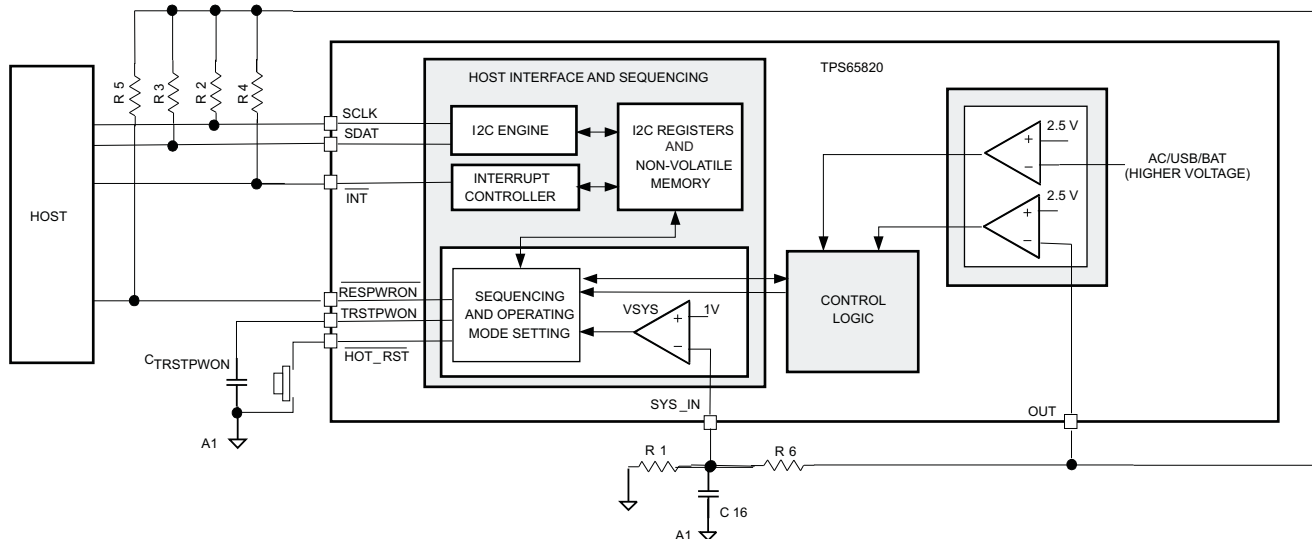 R 5
R 3
R 2
R 4
HOST
SCLK
SDAT
INT
RESPWRON
TRSTPWON
HOT_RST
CTRSTPWON
A1
HOST INTERFACE AND SEQUENCING
I2C ENGINE
INTERRUPT
CONTROLLER
I2C REGISTERS
AND
NON-VOLATILE
MEMORY
SEQUENCING
AND OPERATING
MODE SETTING
VSYS
+
1V
−
TPS65820
CONTROL
LOGIC
2.5 V
+
−
AC/USB/BAT
(HIGHER VOLTAGE)
2.5 V
+
−
SYS_IN
OUT
R 1
R 6
C 16
A1